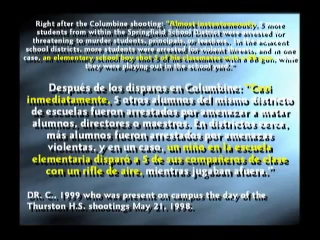 Right after the Columbine shooting: "Almost instantaneously, 5 more
students from within the Springfield School District were arrested for
threatening to murder students, principals, or teachers. In the adjacent
school districts, more students were arrested for violent threats, and in one
case, an elementary school boy shot 5 of his classmates with a BB gun, while
they were playing out in the school yard."
Después de los disparos en Columbine: "Casi
inmediatamente, 5 otros alumnos del mismo districto
de escuelas fueron arrestados por amenazar a matar
alumnos, directores o maestros. En districtos cerca,
más alumnos fueron arrestados por amenazas
violentas, y en un caso, un niño en la escuela
elementaria disparó a 5 de sus compañeros de clase
con un rifle de aire, mientras jugaban afuera."
DR. C., 1999 who was present on campus the day of the
Thurston H.S. shootings May 21, 1998.